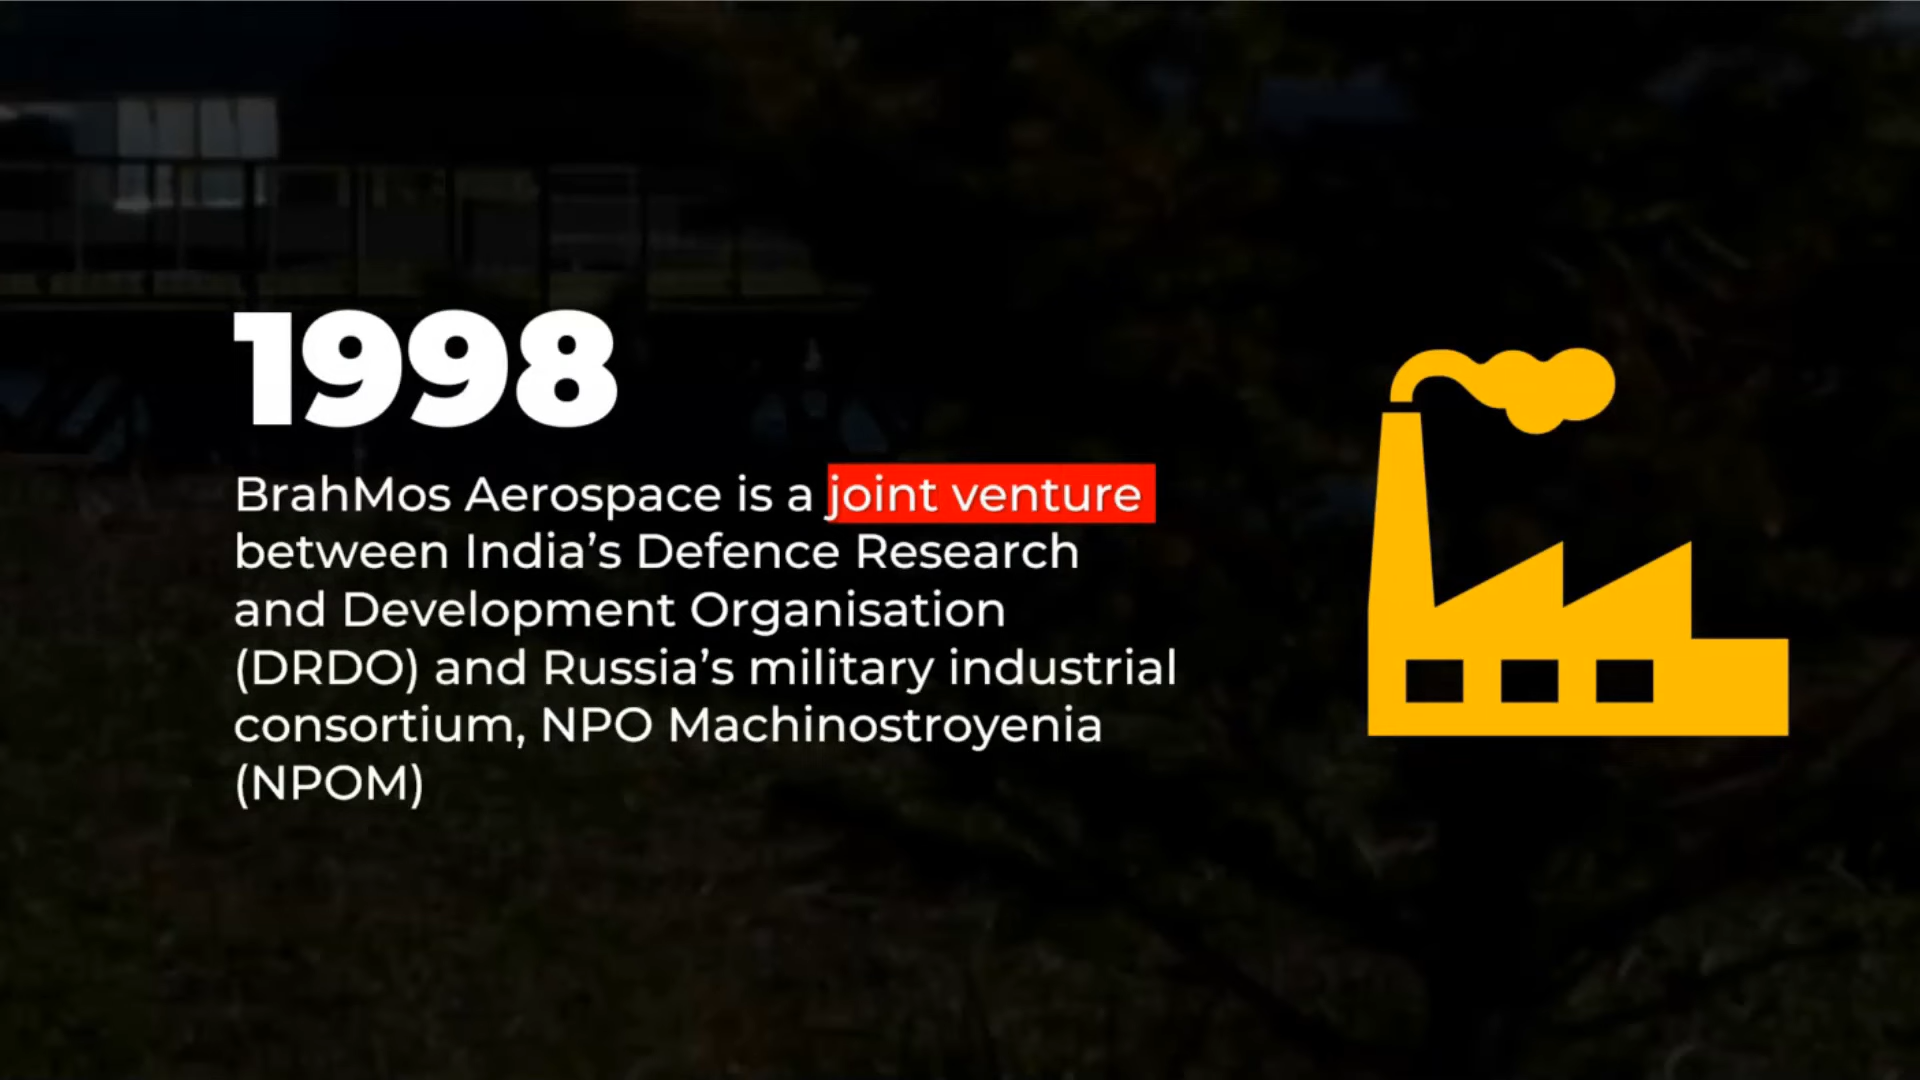 1998
BrahMos Aerospace is a joint venture
between India’s Defence Research
and Development Organisation
(DRDO) and Russia’s military industrial
consortium, NPO Machinostroyenia
(NPOM)